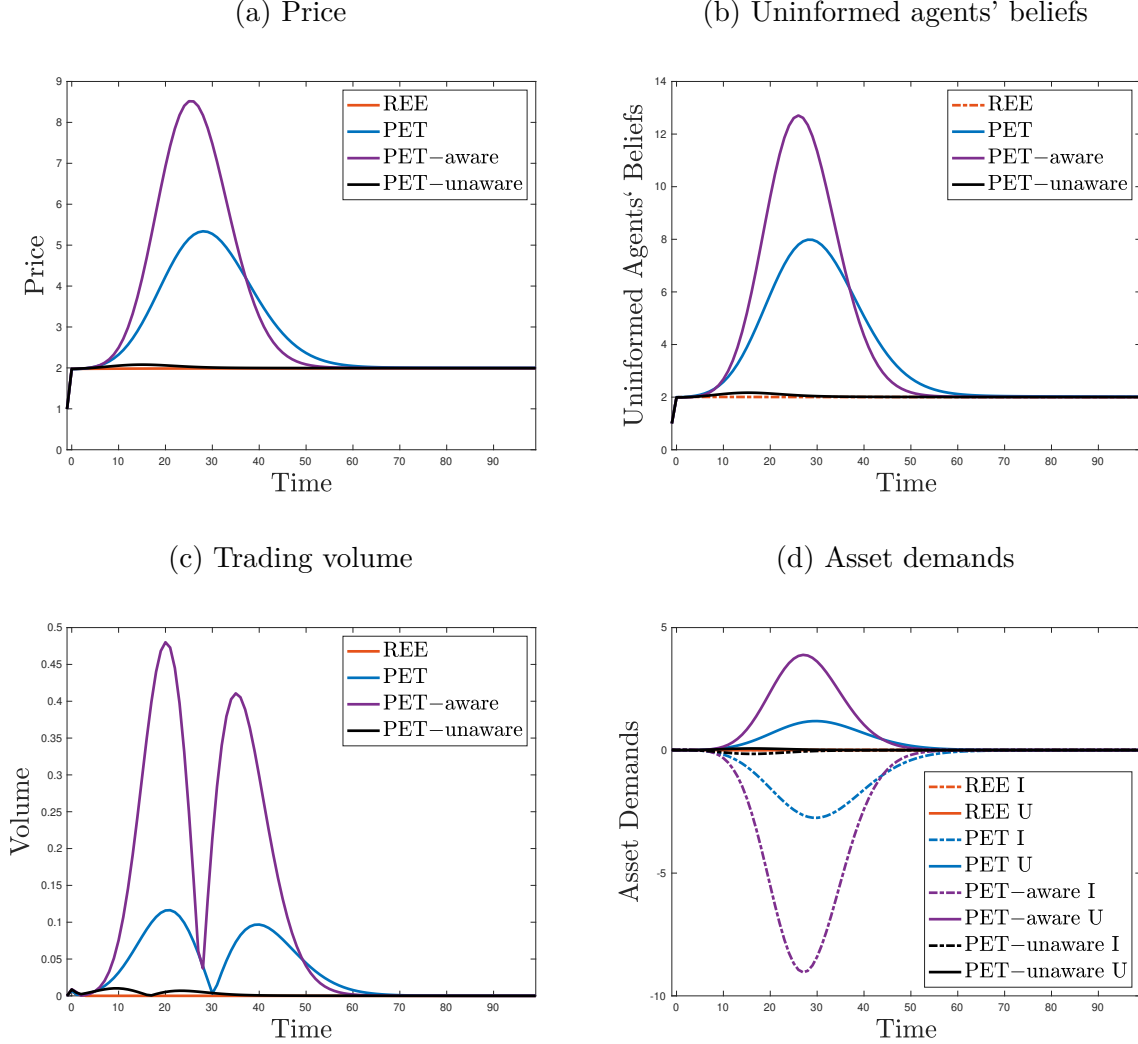 (a) Price
(b) Uninformed agents' beliefs
9
8
7
6
5
4
3
2
1
0
Price
REE
PET
PET−aware
PET−unaware
0 10 20 30 40 50 60 70 80 90
Time
14
12
10
8
6
4
2
0
Uninformed Agents‘ Beliefs
REE
PET
PET−aware
PET−unaware
0 10 20 30 40 50 60 70 80 90
Time
(c) Trading volume
(d) Asset demands
0.5
0.45
0.4
0.35
0.3
0.25
0.2
0.15
0.1
0.05
0
Volume
REE
PET
PET−aware
PET−unaware
0 10 20 30 40 50 60 70 80 90
Time
5
0
-5
-10
Asset Demands
REE I
REE U
PET I
PET U
PET−aware I
PET−aware U
PET−unaware I
PET−unaware U
0 10 20 30 40 50 60 70 80 90
Time